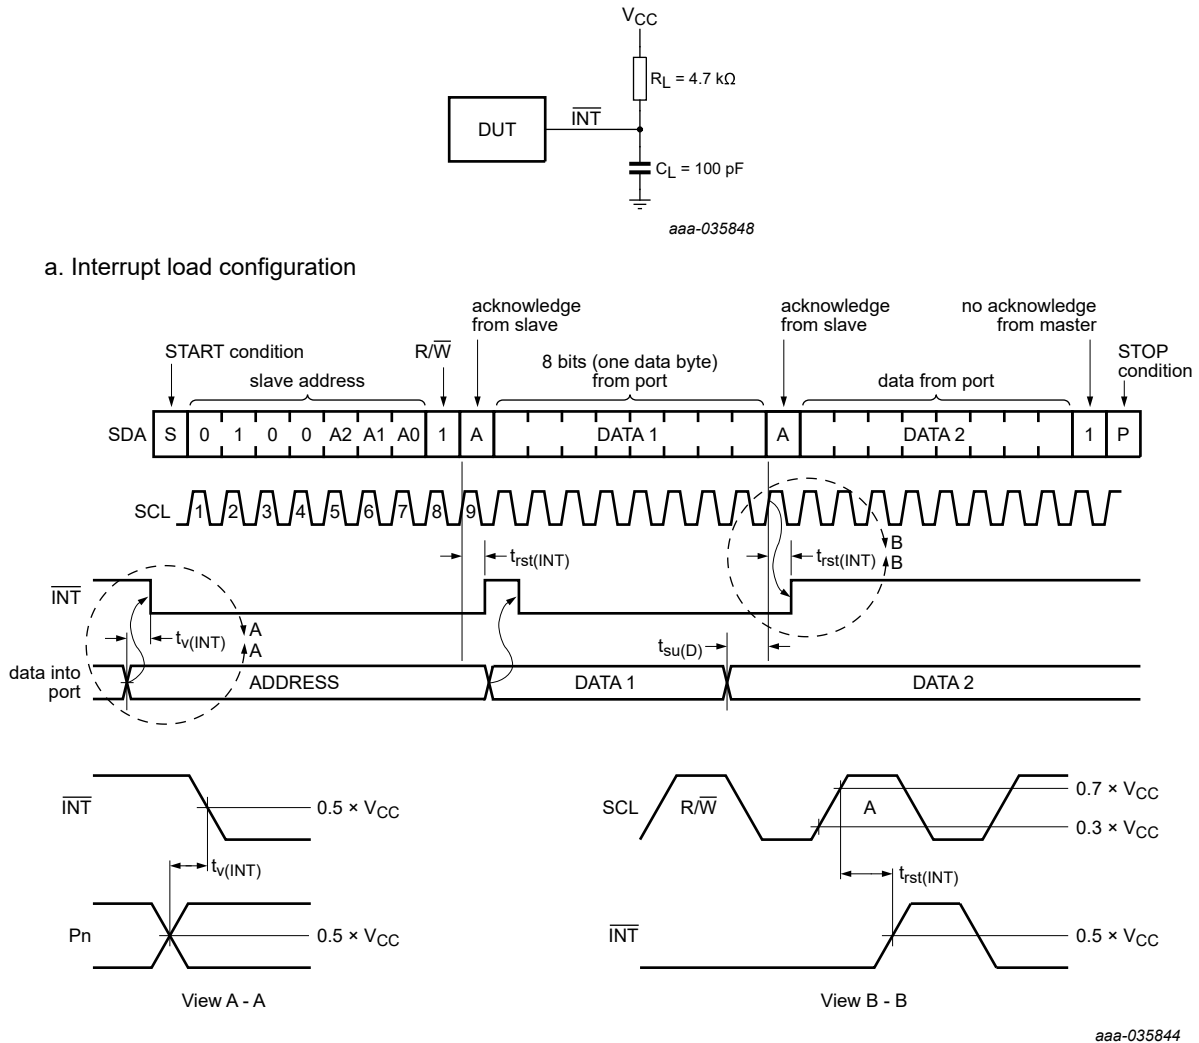 VCC
RL = 4.7 kΩ
DUT
INT
CL = 100 pF
aaa-035848
a. Interrupt load configuration
acknowledge
from slave
acknowledge
from slave
no acknowledge
from master
START condition
R/W
8 bits (one data byte)
from port
STOP
condition
slave address
data from port
SDA S 0 1 0 0 A2 A1 A0 1 A DATA 1 A DATA 2 1 P
SCL 1 2 3 4 5 6 7 8 9
B
B
trst(INT)
trst(INT)
INT
A
A
tv(INT)
tsu(D)
data into
port
ADDRESS
DATA 1
DATA 2
INT
0.5 × VCC
tv(INT)
Pn
0.5 × VCC
View A - A
SCL
R/W
A
0.7 × VCC
0.3 × VCC
trst(INT)
INT
0.5 × VCC
View B - B
aaa-035844